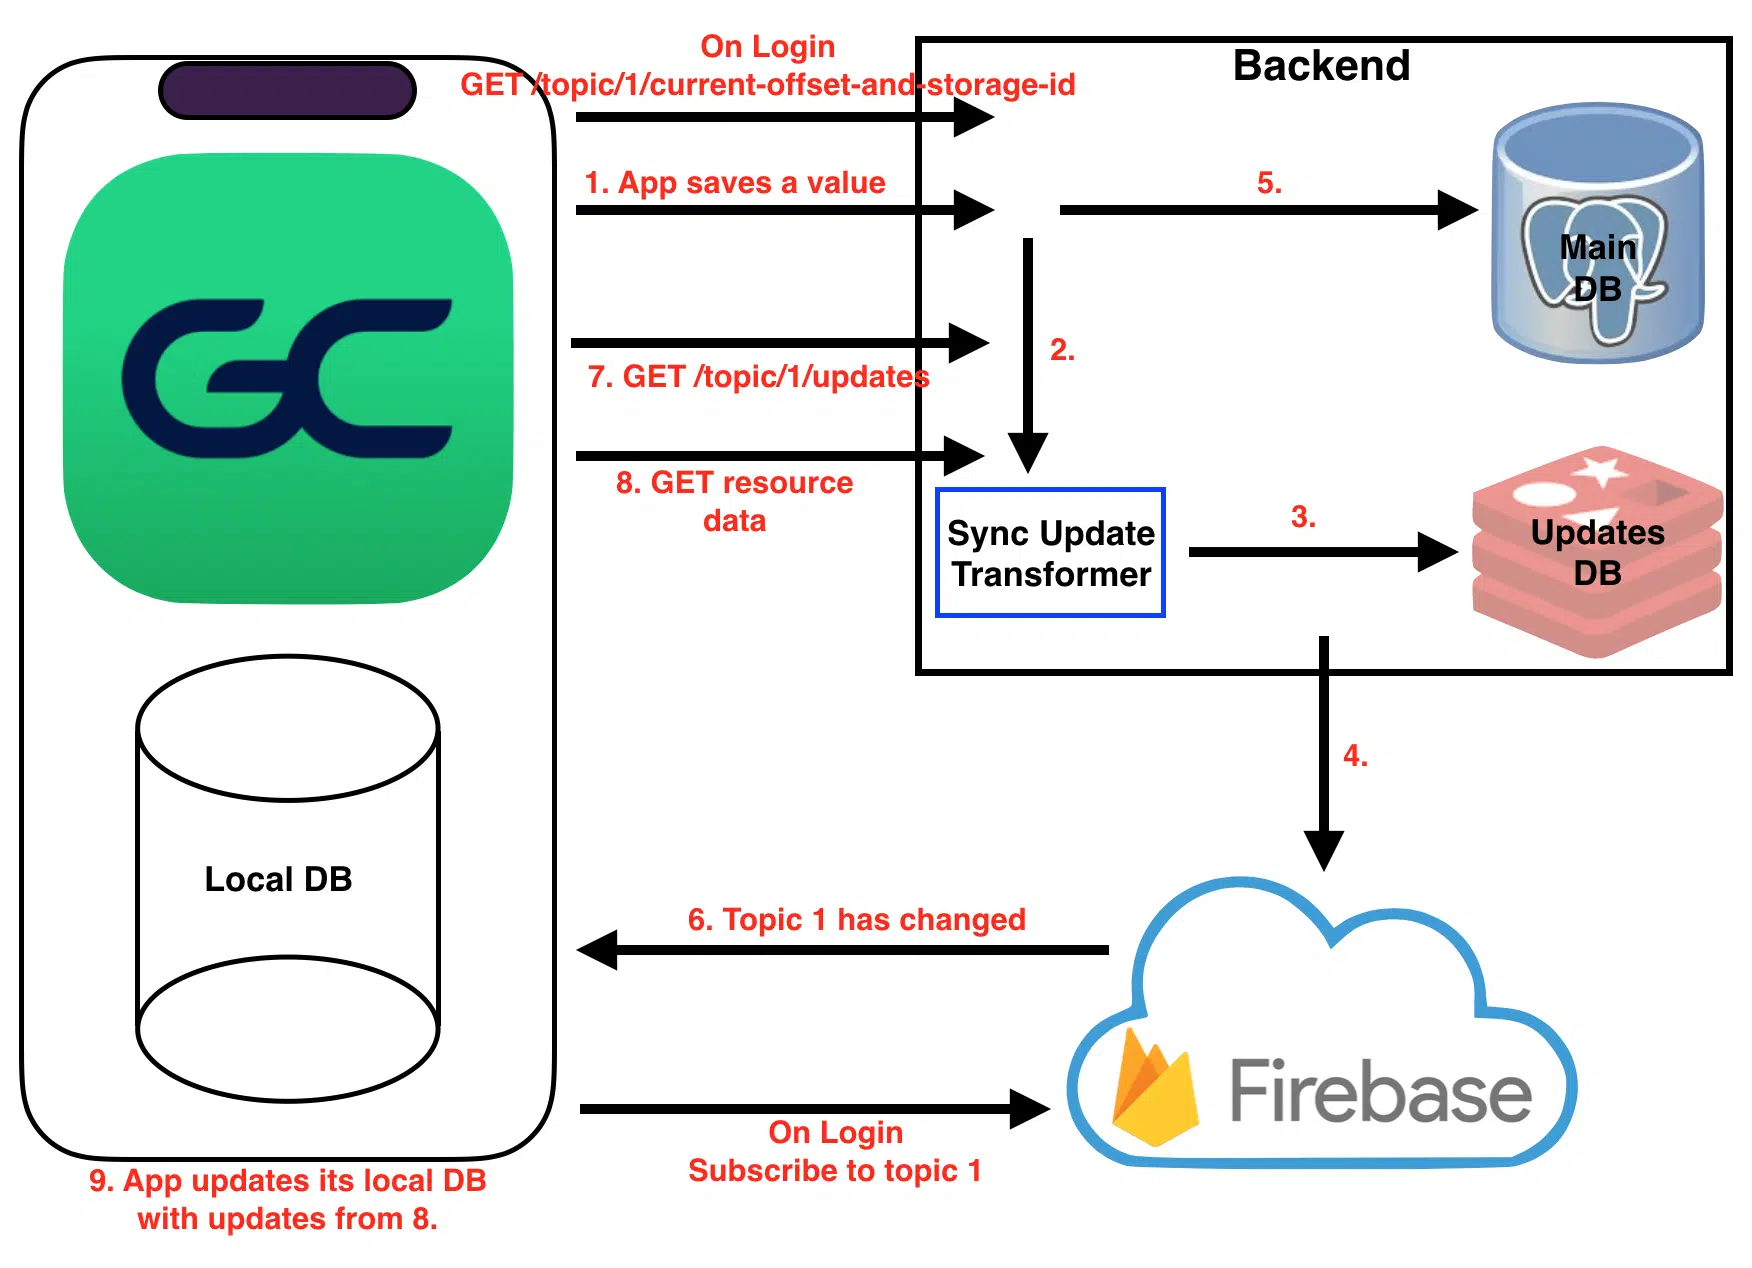 On Login
GET /topic/1/current-offset-and-storage-id
Backend
1. App saves a value
5.
Main
DB
2.
7. GET /topic/1/updates
8. GET resource
data
GC
Sync Update
Transformer
3.
Updates
DB
4.
Local DB
6. Topic 1 has changed
Firebase
On Login
Subscribe to topic 1
9. App updates its local DB
with updates from 8.